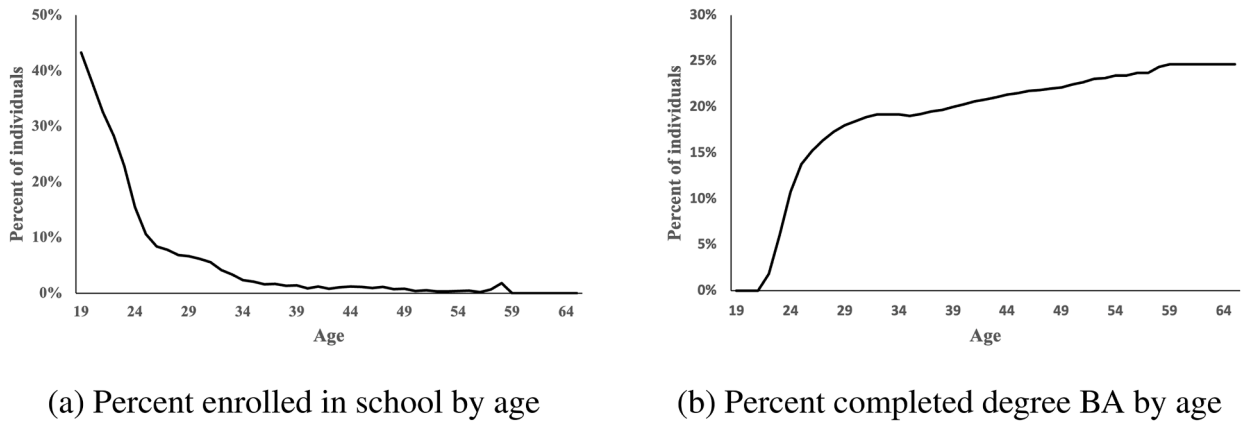 50%
40%
30%
20%
10%
0%
Percent of individuals
19 24 29 34 39 44 49 54 59 64
Age
(a) Percent enrolled in school by age
30%
25%
20%
15%
10%
5%
0%
Percent of individuals
19 24 29 34 39 44 49 54 59 64
Age
(b) Percent completed degree BA by age